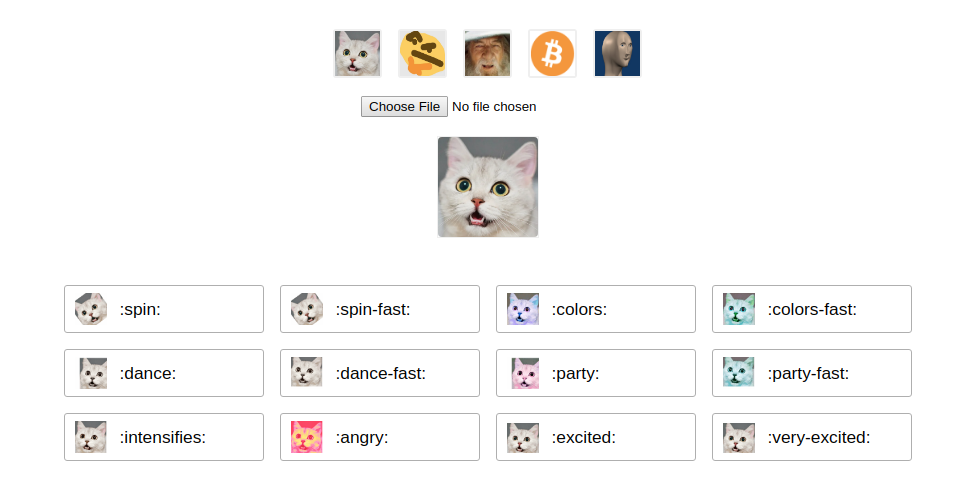 Choose File No file chosen
:spin: :spin-fast: :colors: :colors-fast:
:dance: :dance-fast: :party: :party-fast:
:intensifies: :angry: :excited: :very-excited: